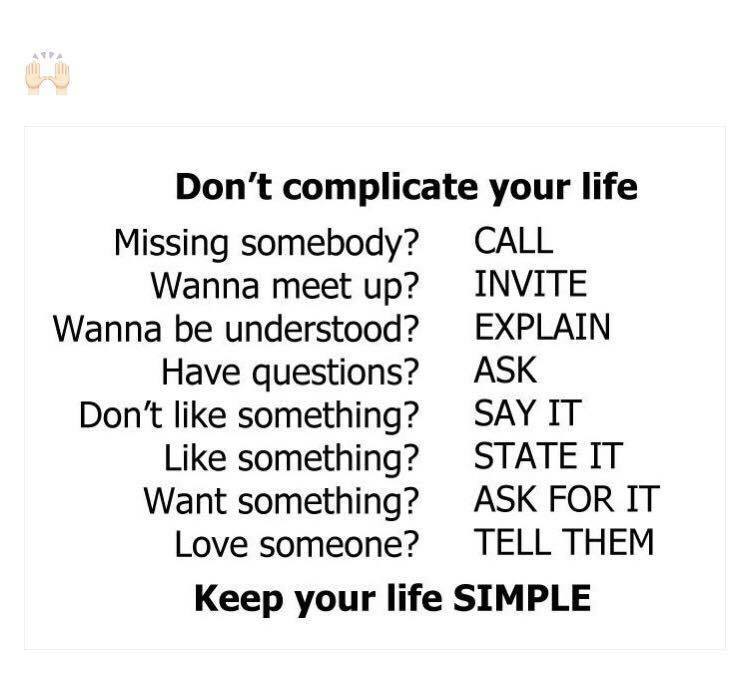 Don't complicate your life
Missing somebody? CALL
Wanna meet up? INVITE
Wanna be understood? EXPLAIN
Have questions? ASK
Don't like something? SAY IT
Like something? STATE IT
Want something? ASK FOR IT
Love someone? TELL THEM
Keep your life SIMPLE